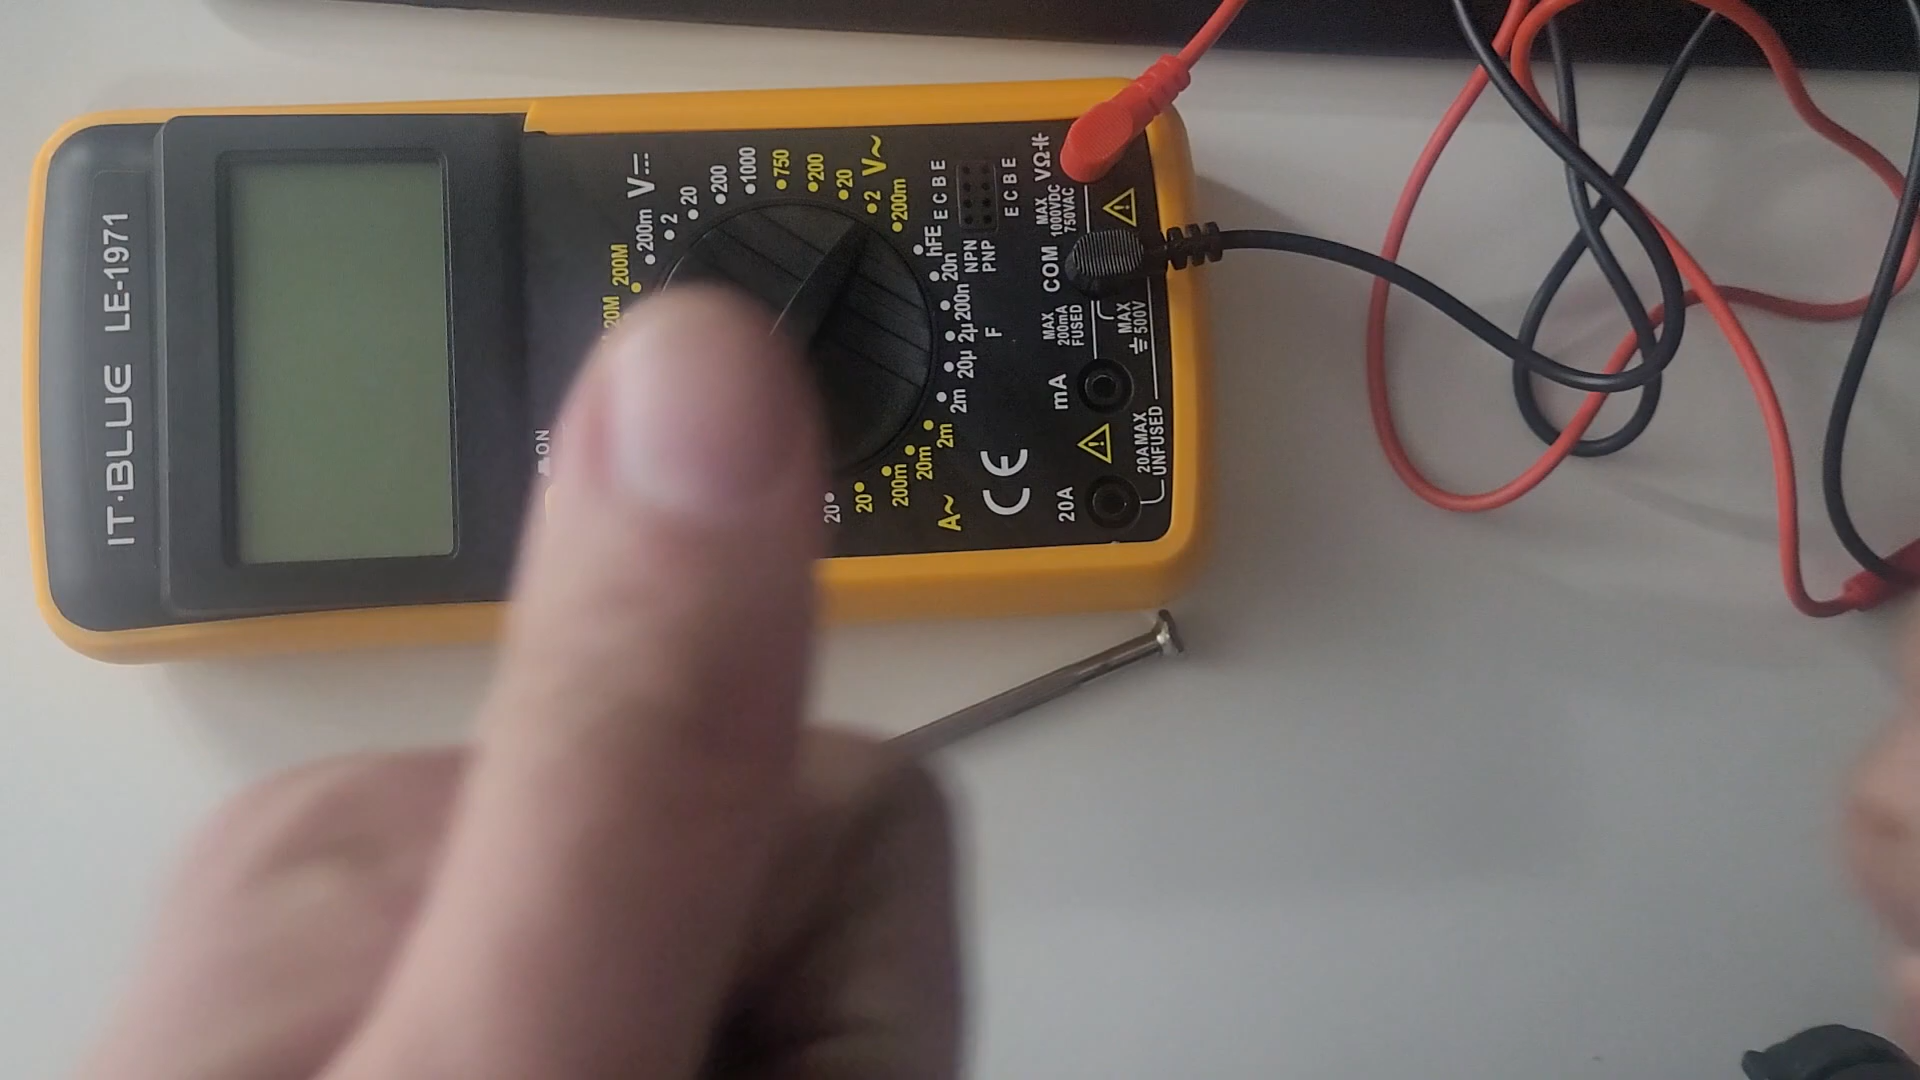 IT·BLUE LE-1971
ON
20M
200M
200m
2
20
200
1000
V⎓
750
200
20
2
200m
V~
hFE
20n
200n
2µ
20µ
2m
F
2m
20m
200m
20
A~
20
E C B E
NPN
PNP
E C B E
CE
VΩ⊣⊢
MAX
1000VDC
750VAC
COM
MAX
200mA
FUSED
MAX
500V
mA
20A MAX
UNFUSED
20A